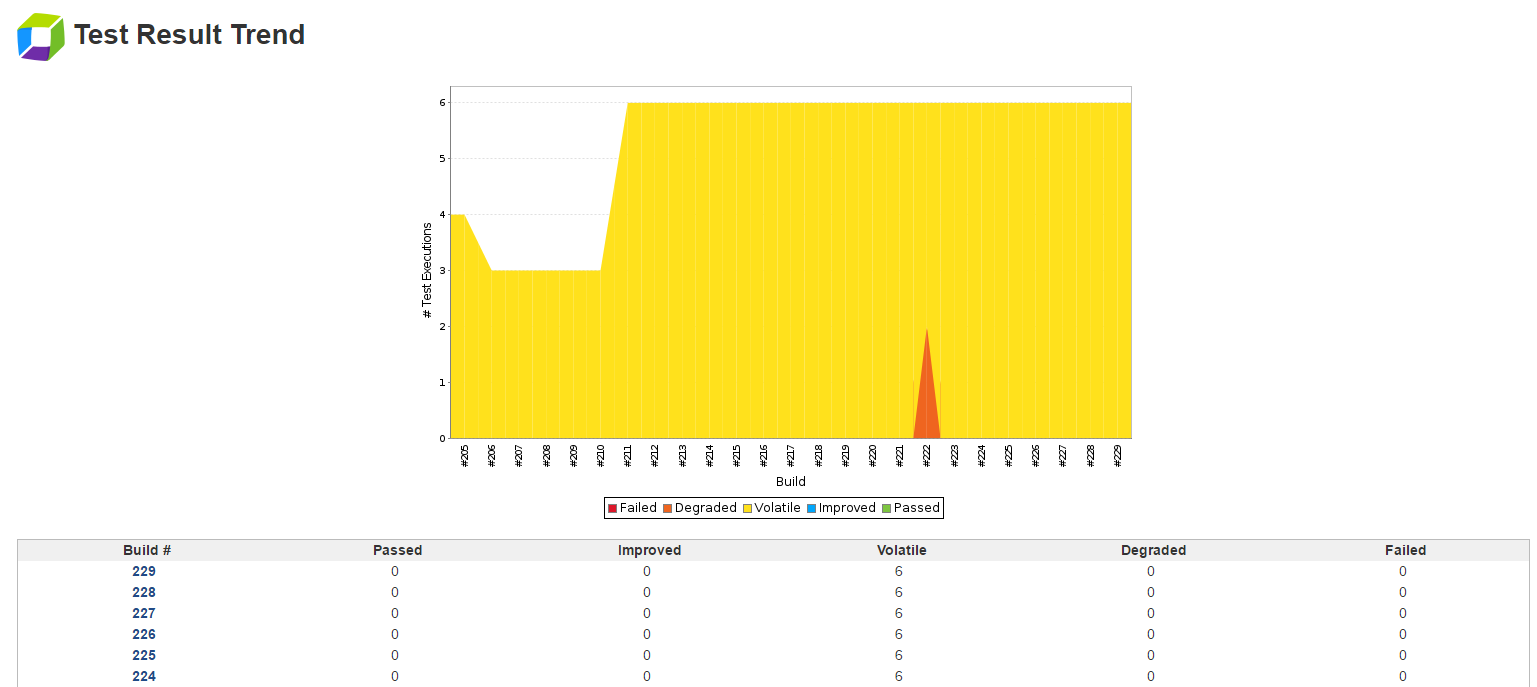 Test Result Trend
6
5
4
3
2
1
0
# Test Executions
#205 #206 #207 #208 #209 #210 #211 #212 #213 #214 #215 #216 #217 #218 #219 #220 #221 #222 #223 #224 #225 #226 #227 #228 #229
Build
Failed Degraded Volatile Improved Passed
Build # Passed Improved Volatile Degraded Failed
229 0 0 6 0 0
228 0 0 6 0 0
227 0 0 6 0 0
226 0 0 6 0 0
225 0 0 6 0 0
224 0 0 6 0 0